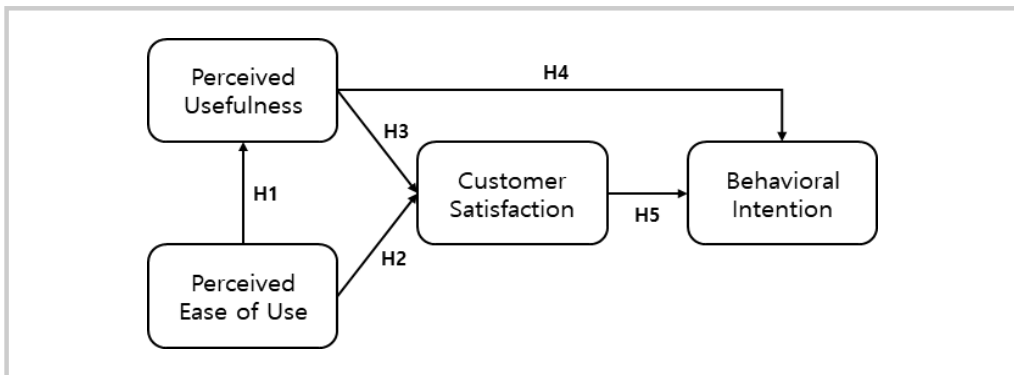 Perceived
Usefulness
H4
H3
Customer
Satisfaction
Behavioral
Intention
H1
H5
H2
Perceived
Ease of Use